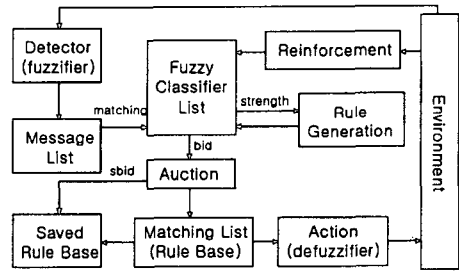 Detector
(fuzzifier)
Fuzzy
Classifier
List
Reinforcement
matching
strength
Rule
Generation
Message
List
bid
sbid
Auction
Saved
Rule Base
Matching List
(Rule Base)
Action
(defuzzifier)
Environment